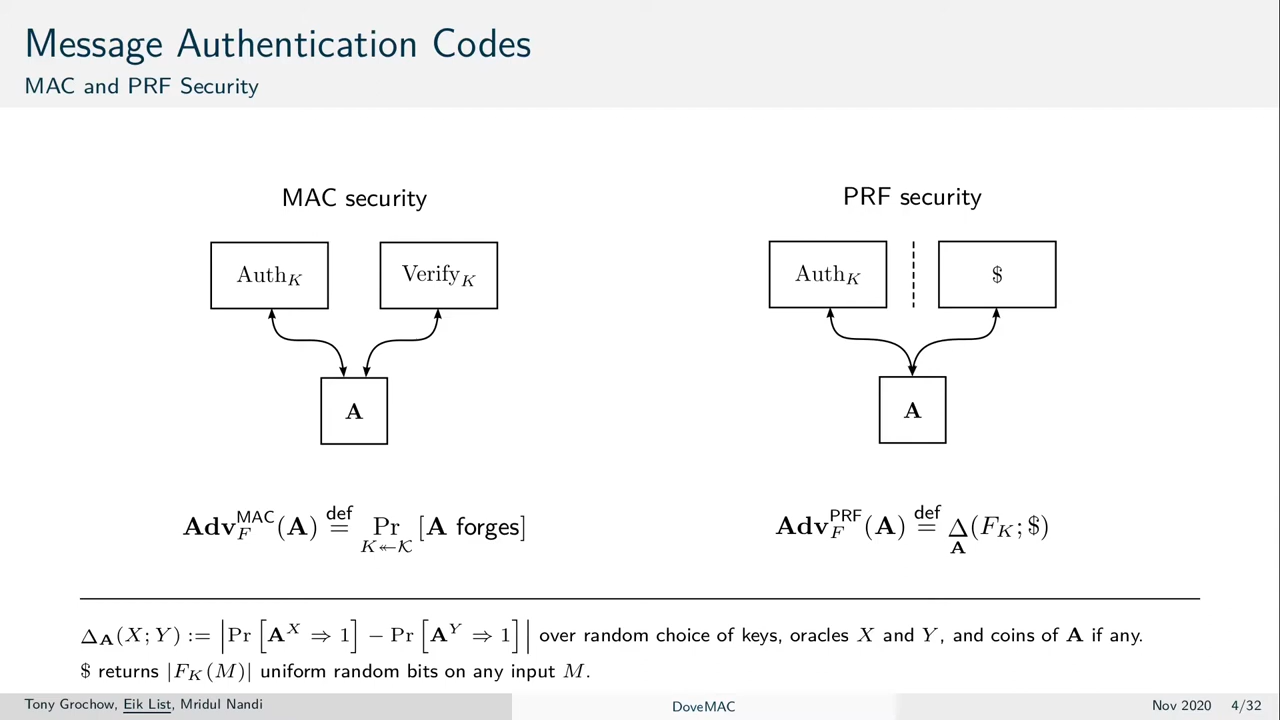 Message Authentication Codes
MAC and PRF Security
MAC security
Auth_K
Verify_K
A
Adv_F^MAC(A) def= Pr_{K↞𝒦} [A forges]
PRF security
Auth_K
$
A
Adv_F^PRF(A) def= Δ_A(F_K; $)
Δ_A(X; Y) := |Pr[A^X ⇒ 1] − Pr[A^Y ⇒ 1]| over random choice of keys, oracles X and Y, and coins of A if any.
$ returns |F_K(M)| uniform random bits on any input M.
Tony Grochow, Eik List, Mridul Nandi
DoveMAC
Nov 2020 4/32